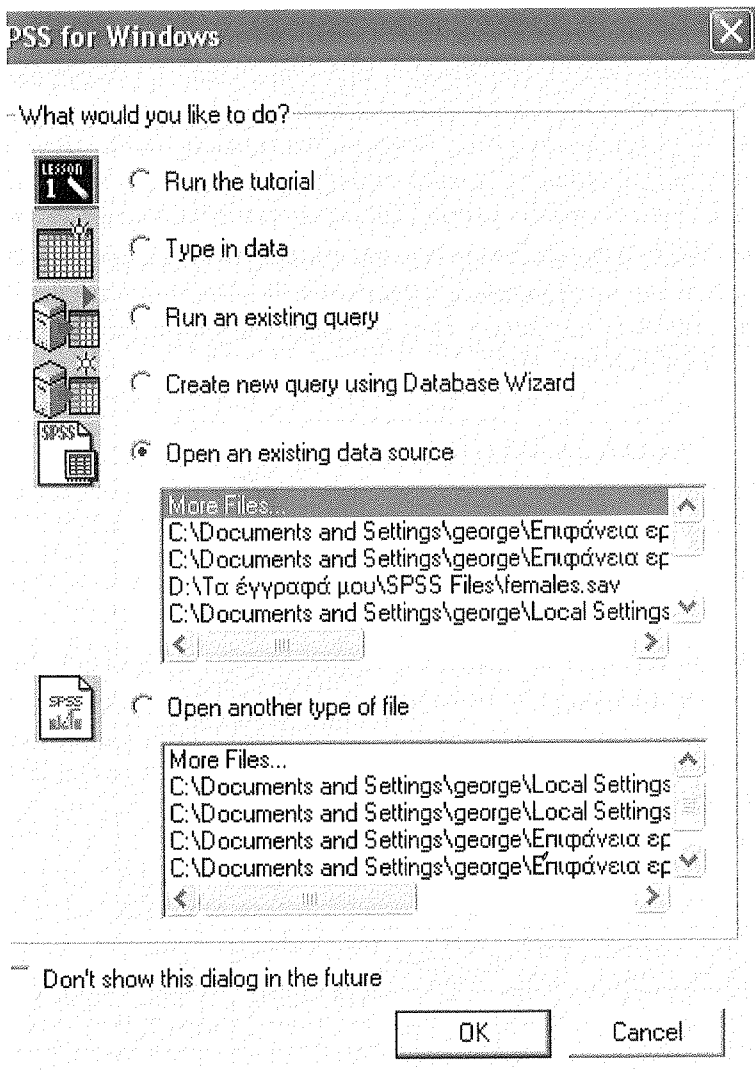 PSS for Windows
What would you like to do?
LESSON
1
Run the tutorial
Type in data
Run an existing query
Create new query using Database Wizard
SPSS
Open an existing data source
More Files...
C:\Documents and Settings\george\Επιφάνεια ερ
C:\Documents and Settings\george\Επιφάνεια ερ
D:\Τα έγγραφά μου\SPSS Files\females.sav
C:\Documents and Settings\george\Local Settings
SPSS
Open another type of file
More Files...
C:\Documents and Settings\george\Local Settings
C:\Documents and Settings\george\Local Settings
C:\Documents and Settings\george\Επιφάνεια ερ
C:\Documents and Settings\george\Επιφάνεια ερ
Don't show this dialog in the future
OK Cancel